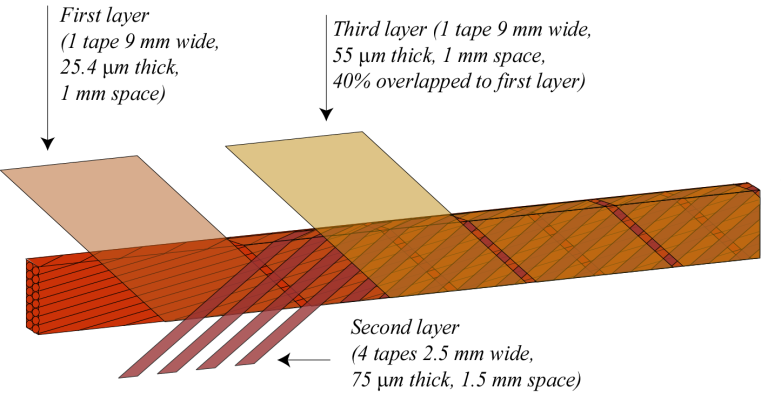 First layer
(1 tape 9 mm wide,
25.4 μm thick,
1 mm space)
Third layer (1 tape 9 mm wide,
55 μm thick, 1 mm space,
40% overlapped to first layer)
Second layer
(4 tapes 2.5 mm wide,
75 μm thick, 1.5 mm space)